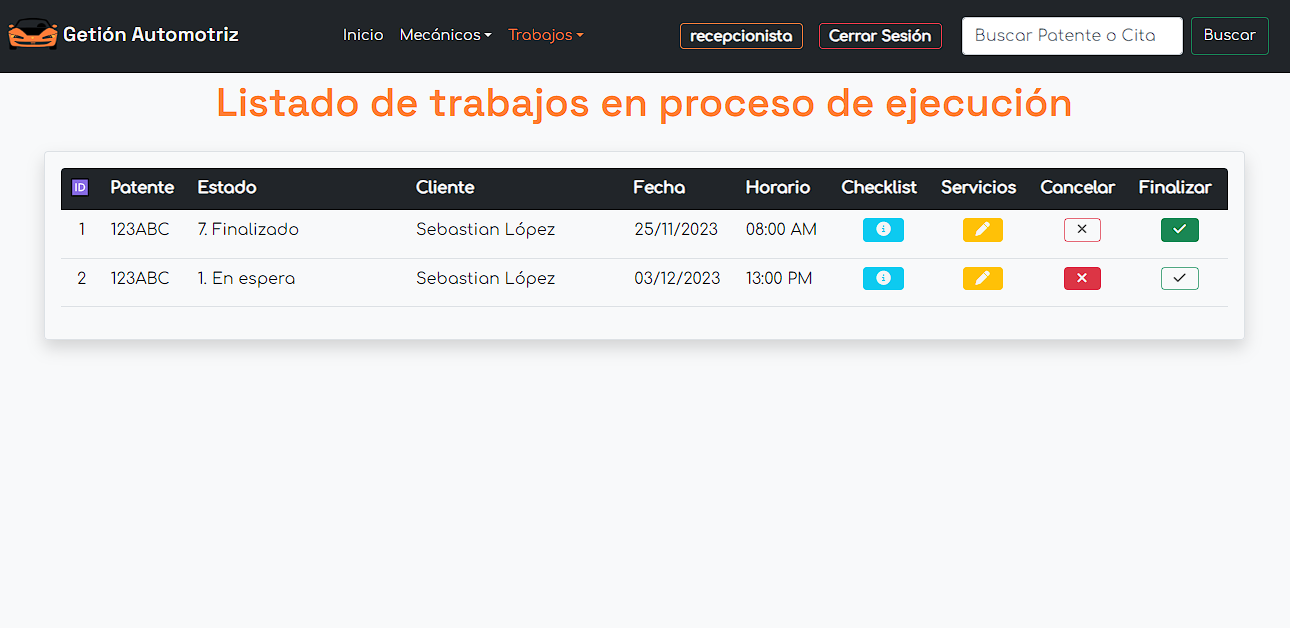 Getión Automotriz Inicio Mecánicos Trabajos recepcionista Cerrar Sesión Buscar Patente o Cita Buscar
Listado de trabajos en proceso de ejecución
ID Patente Estado Cliente Fecha Horario Checklist Servicios Cancelar Finalizar
1 123ABC 7. Finalizado Sebastian López 25/11/2023 08:00 AM
2 123ABC 1. En espera Sebastian López 03/12/2023 13:00 PM